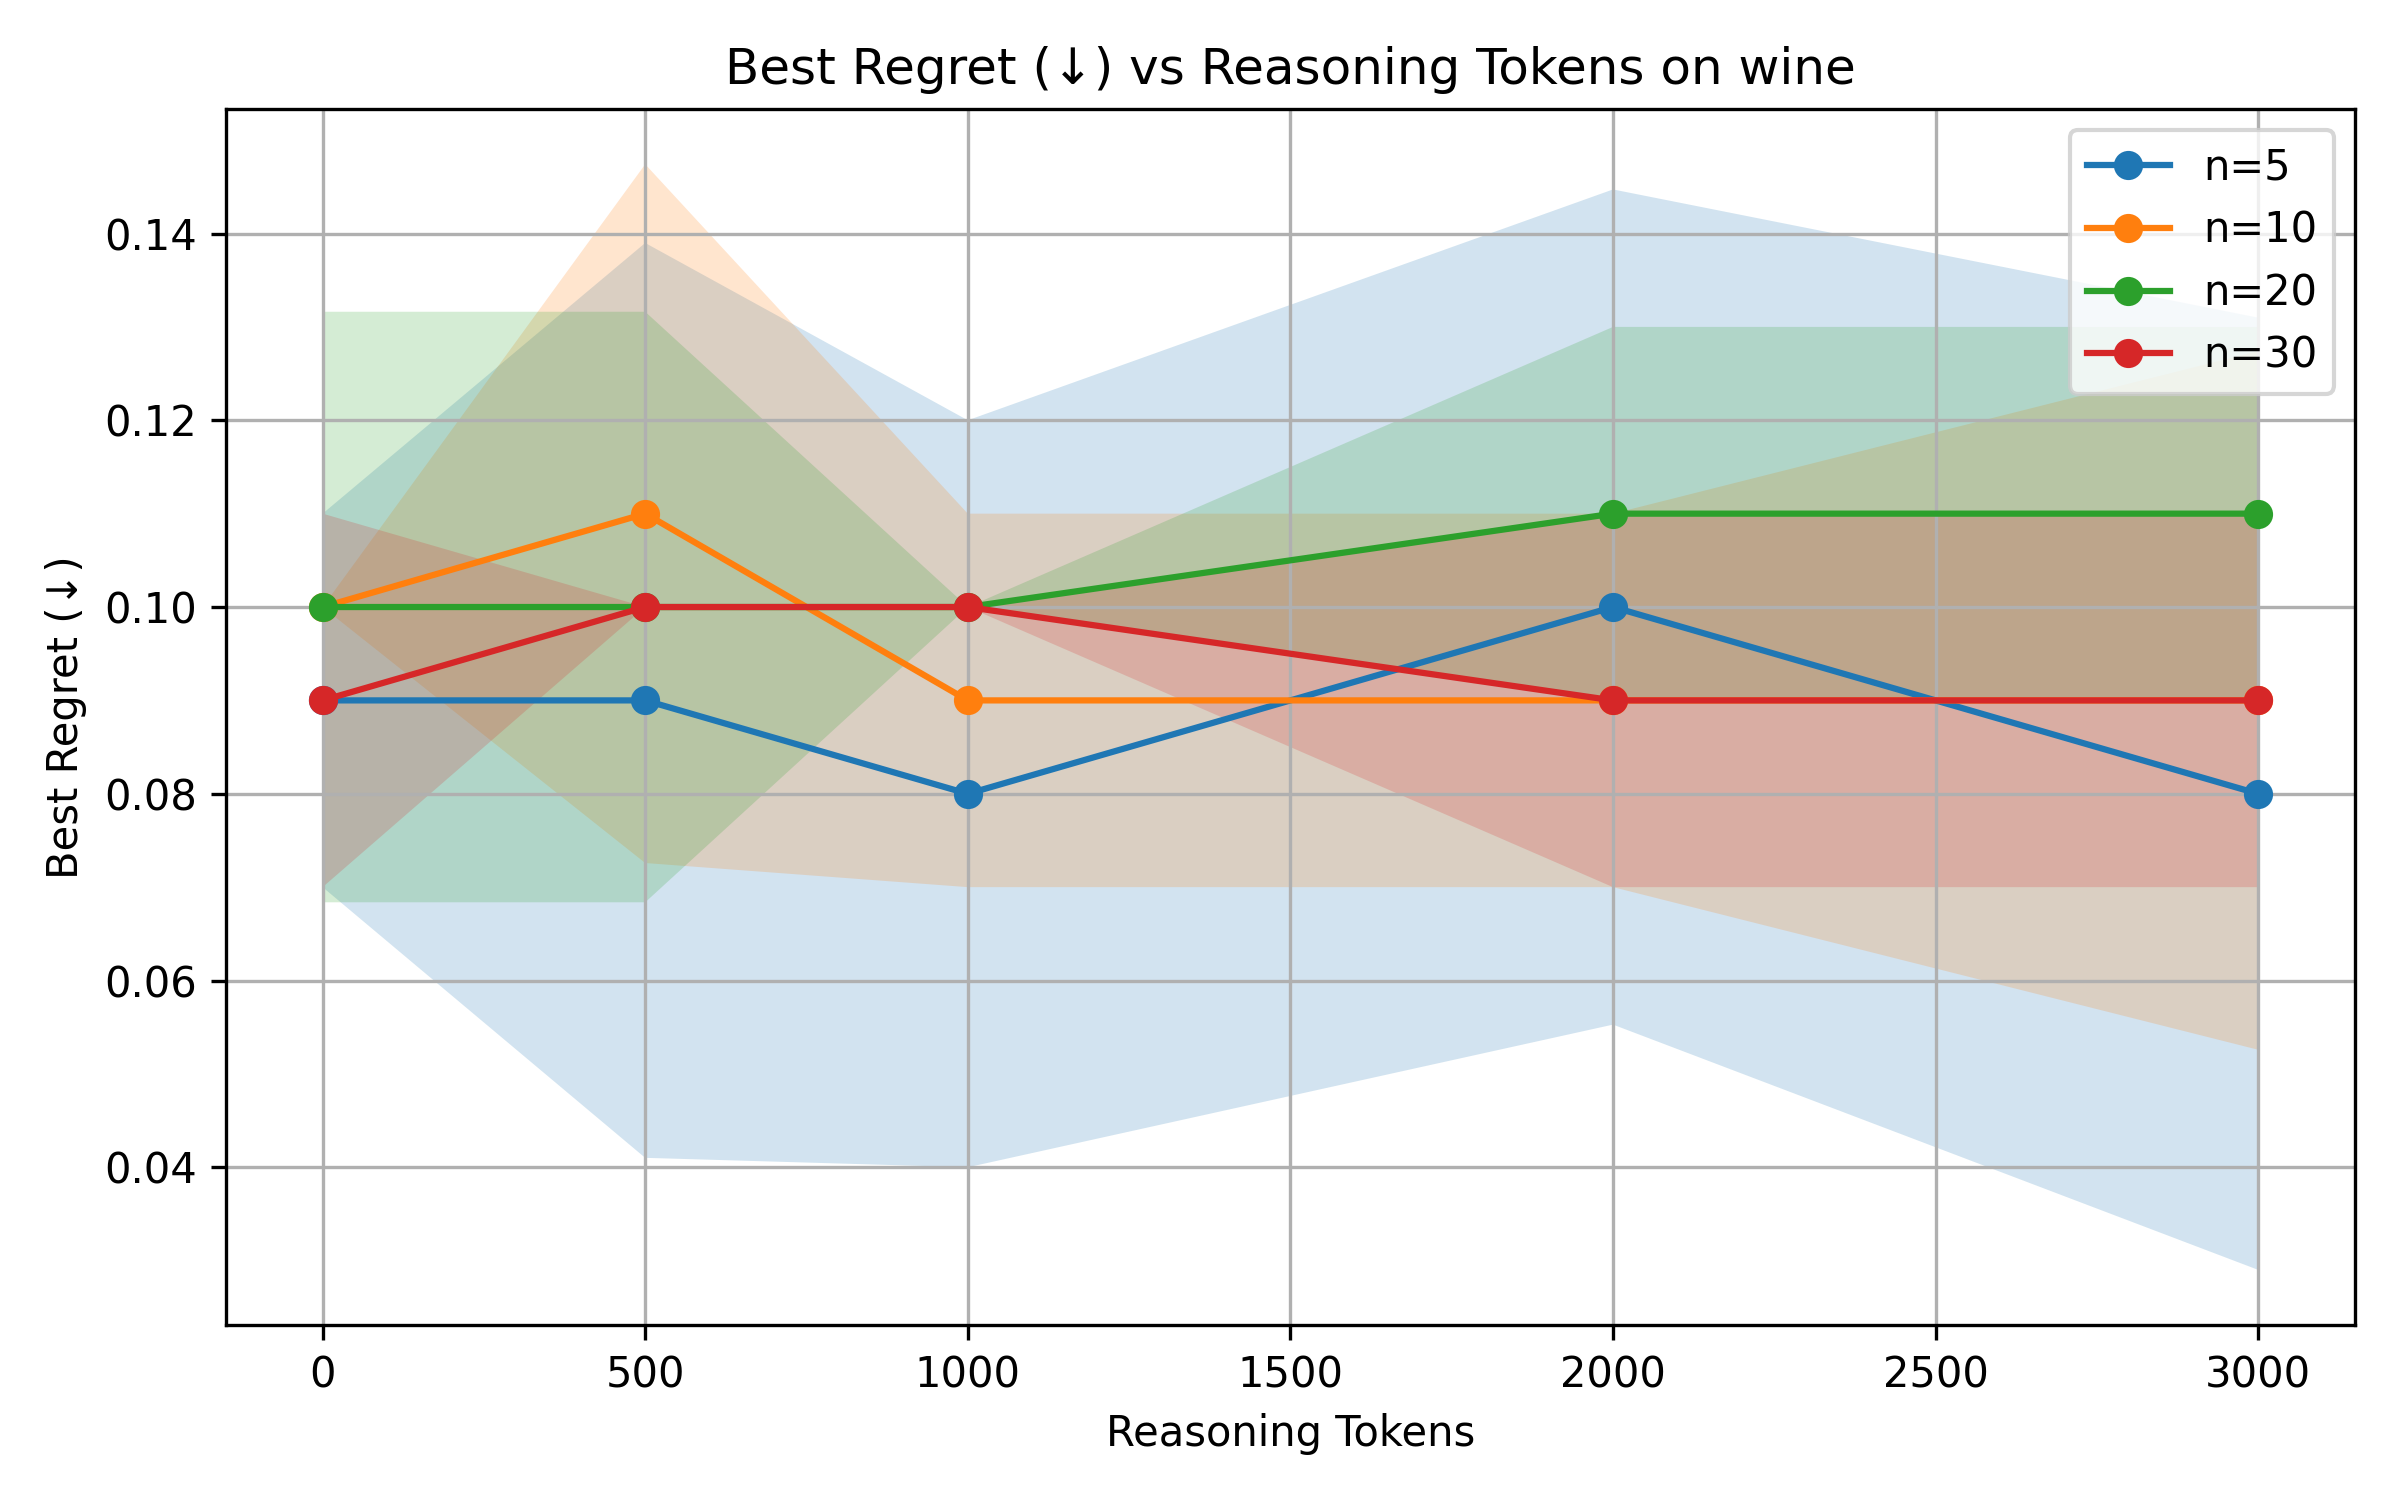 Best Regret (↓) vs Reasoning Tokens on wine
n=5
n=10
n=20
n=30
Best Regret (↓)
0.14
0.12
0.10
0.08
0.06
0.04
0 500 1000 1500 2000 2500 3000
Reasoning Tokens